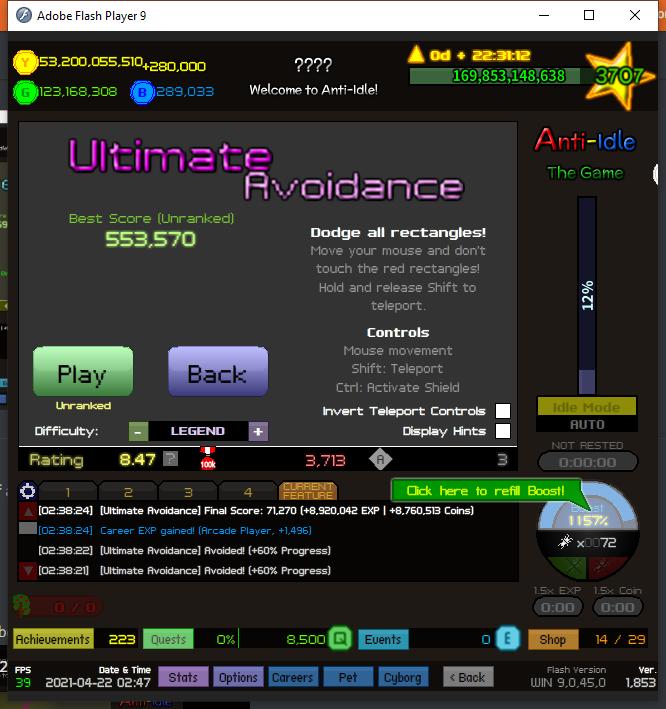 Adobe Flash Player 9
Y 53,200,055,510 +280,000
G 123,168,308 B 289,033
????
Welcome to Anti-Idle!
0d + 22:31:12
169,853,148,638
3707
Ultimate
Avoidance
Best Score (Unranked)
553,570
Dodge all rectangles!
Move your mouse and don't
touch the red rectangles!
Hold and release Shift to
teleport.
Controls
Mouse movement
Shift: Teleport
Ctrl: Activate Shield
Play
Back
Unranked
Invert Teleport Controls
Difficulty: - LEGEND +
Display Hints
Rating 8.47 ? 100k 3,713 A 3
Anti-Idle
The Game
12%
Idle Mode
AUTO
NOT RESTED
0:00:00
1 2 3 4 CURRENT
FEATURE
Click here to refill Boost!
[02:38:24] [Ultimate Avoidance] Final Score: 71,270 (+8,920,042 EXP | +8,760,513 Coins)
[02:38:24] Career EXP gained! (Arcade Player, +1,496)
[02:38:22] [Ultimate Avoidance] Avoided! (+60% Progress)
[02:38:21] [Ultimate Avoidance] Avoided! (+60% Progress)
Boost
1157%
x0072
1.5x EXP 1.5x Coin
0:00 0:00
0 / 0
Achievements 223 Quests 0% 8,500 Q Events 0 E Shop 14 / 29
FPS
39
Date & Time
2021-04-22 02:47
Stats Options Careers Pet Cyborg < Back
Flash Version
WIN 9,0,45,0
Ver.
1,853